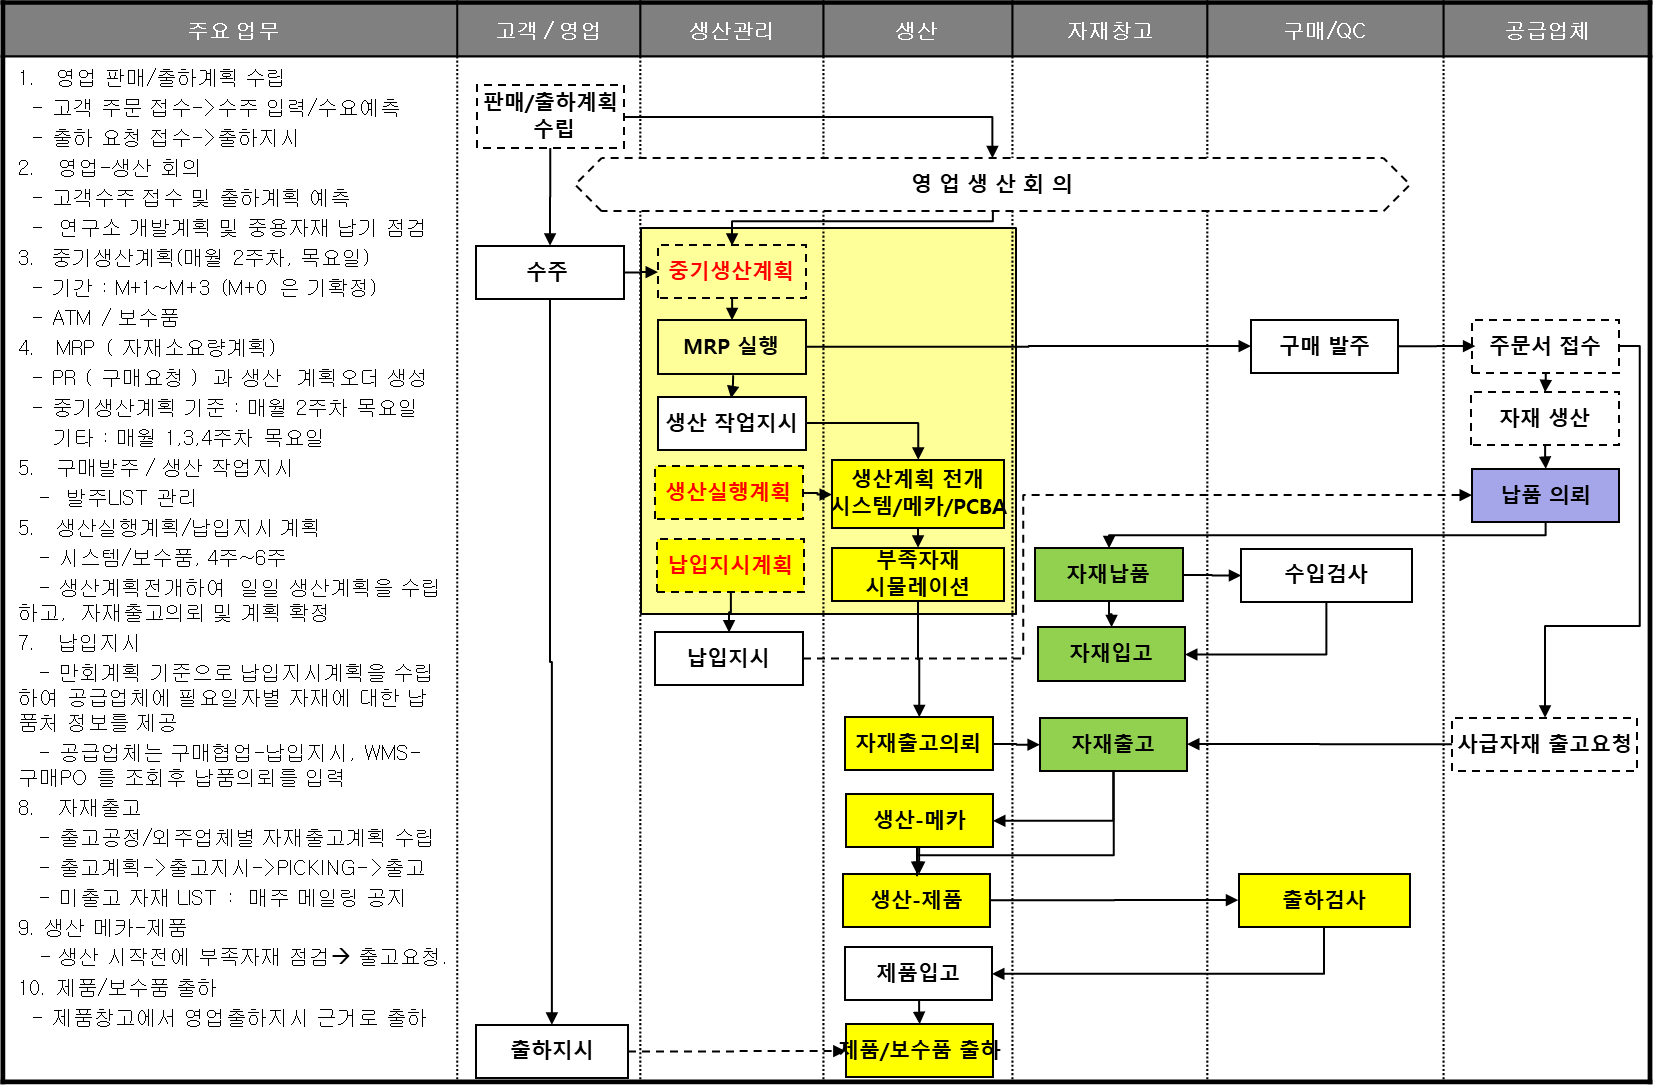 주요 업무
고객 / 영업
생산관리
생산
자재창고
구매/QC
공급업체
1. 영업 판매/출하계획 수립
- 고객 주문 접수->수주 입력/수요예측
- 출하 요청 접수->출하지시
2. 영업-생산 회의
- 고객수주 접수 및 출하계획 예측
- 연구소 개발계획 및 중용자재 납기 점검
3. 중기생산계획(매월 2주차, 목요일)
- 기간 : M+1~M+3 (M+0 은 기확정)
- ATM / 보수품
4. MRP ( 자재소요량계획)
- PR ( 구매요청 ) 과 생산 계획오더 생성
- 중기생산계획 기준 : 매월 2주차 목요일
기타 : 매월 1,3,4주차 목요일
5. 구매발주 / 생산 작업지시
- 발주LIST 관리
5. 생산실행계획/납입지시 계획
- 시스템/보수품, 4주~6주
- 생산계획전개하여 일일 생산계획을 수립
하고, 자재출고의뢰 및 계획 확정
7. 납입지시
- 만회계획 기준으로 납입지시계획을 수립
하여 공급업체에 필요일자별 자재에 대한 납
품처 정보를 제공
- 공급업체는 구매협업-납입지시, WMS-
구매PO 를 조회후 납품의뢰를 입력
8. 자재출고
- 출고공정/외주업체별 자재출고계획 수립
- 출고계획->출고지시->PICKING->출고
- 미출고 자재 LIST : 매주 메일링 공지
9. 생산 메카-제품
- 생산 시작전에 부족자재 점검→ 출고요청.
10. 제품/보수품 출하
- 제품창고에서 영업출하지시 근거로 출하
판매/출하계획
수립
영 업 생 산 회 의
수주
중기생산계획
MRP 실행
구매 발주
주문서 접수
생산 작업지시
자재 생산
생산실행계획
생산계획 전개
시스템/메카/PCBA
납품 의뢰
납입지시계획
부족자재
시물레이션
자재납품
수입검사
납입지시
자재입고
자재출고의뢰
자재출고
사급자재 출고요청
생산-메카
생산-제품
출하검사
제품입고
출하지시
제품/보수품 출하